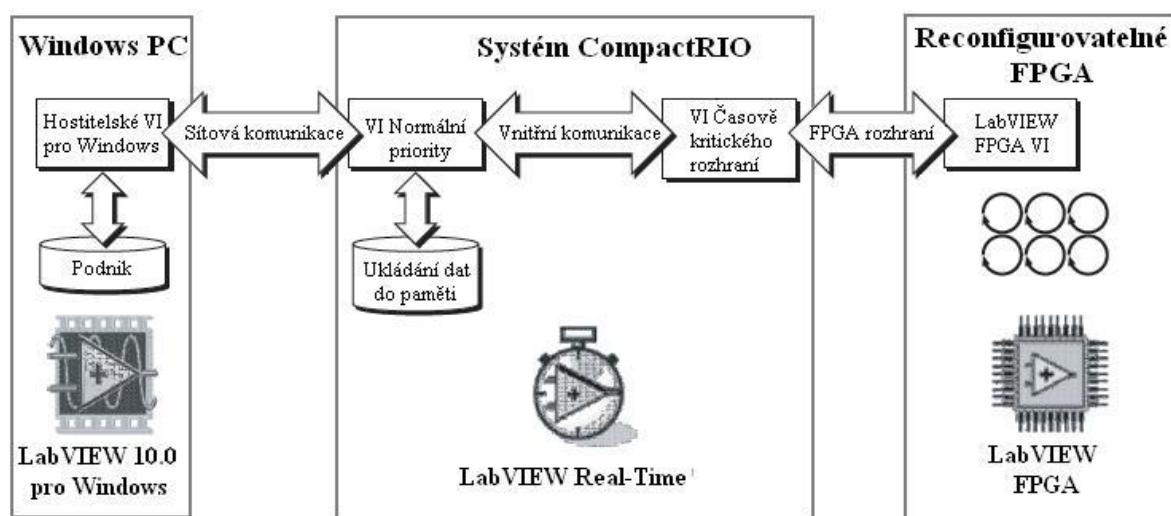 Windows PC
Hostitelské VI
pro Windows
Podnik
LabVIEW 10.0
pro Windows
Sítová komunikace
Systém CompactRIO
VI Normální
priority
Ukládání dat
do paměti
Vnitřní komunikace
VI Časově
kritického
rozhraní
LabVIEW Real-Time
FPGA rozhraní
Reconfigurovatelné
FPGA
LabVIEW
FPGA VI
LabVIEW
FPGA